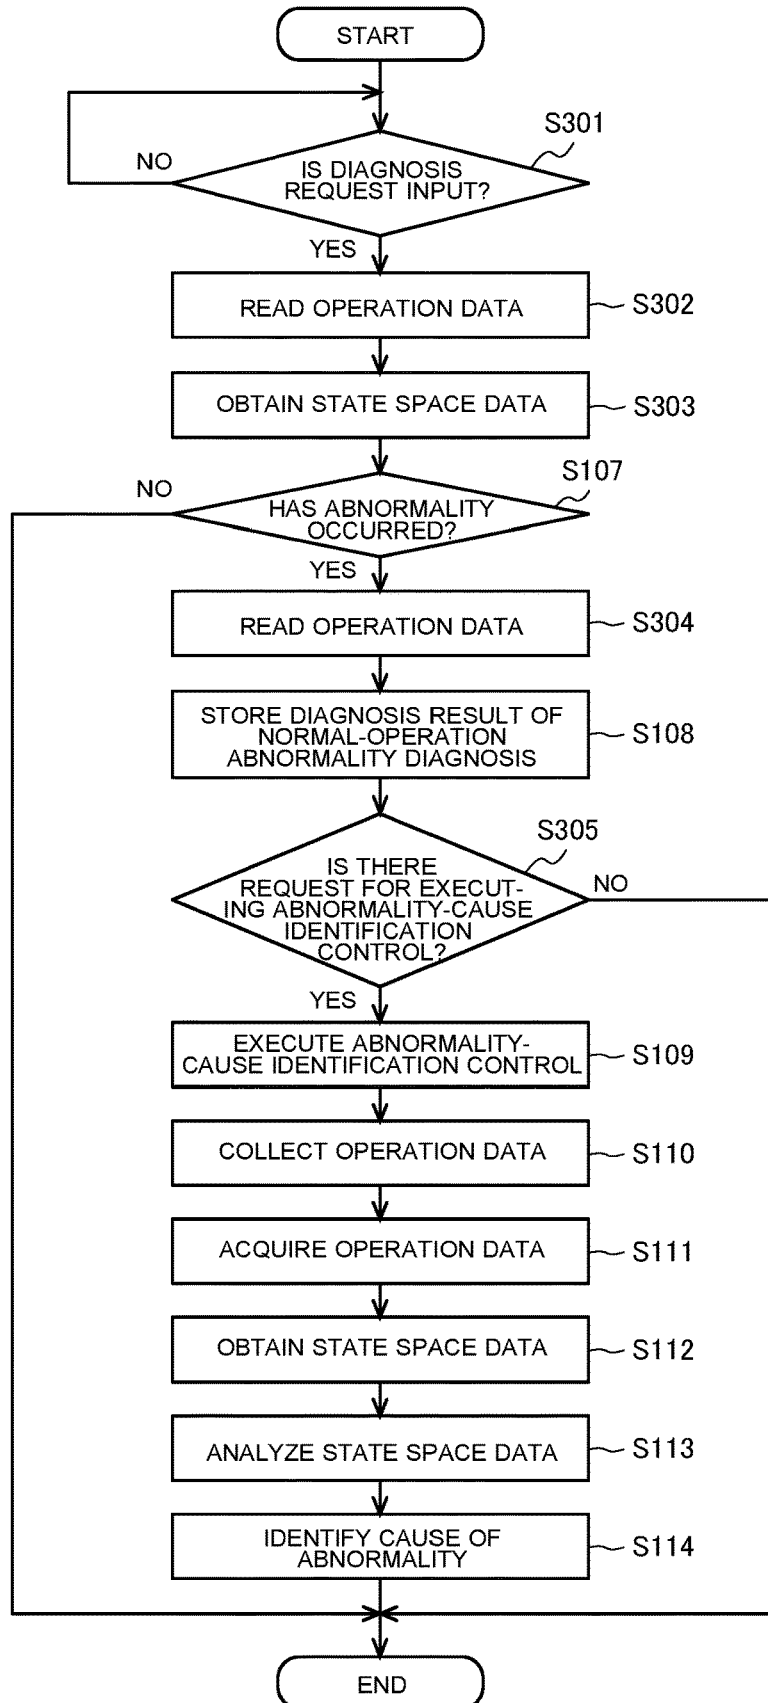 START
S301
NO
IS DIAGNOSIS
REQUEST INPUT?
YES
READ OPERATION DATA
S302
OBTAIN STATE SPACE DATA
S303
NO
S107
HAS ABNORMALITY
OCCURRED?
YES
READ OPERATION DATA
S304
STORE DIAGNOSIS RESULT OF
NORMAL-OPERATION
ABNORMALITY DIAGNOSIS
S108
S305
IS THERE
REQUEST FOR EXECUT-
ING ABNORMALITY-CAUSE
IDENTIFICATION
CONTROL?
NO
YES
EXECUTE ABNORMALITY-
CAUSE IDENTIFICATION CONTROL
S109
COLLECT OPERATION DATA
S110
ACQUIRE OPERATION DATA
S111
OBTAIN STATE SPACE DATA
S112
ANALYZE STATE SPACE DATA
S113
IDENTIFY CAUSE OF
ABNORMALITY
S114
END